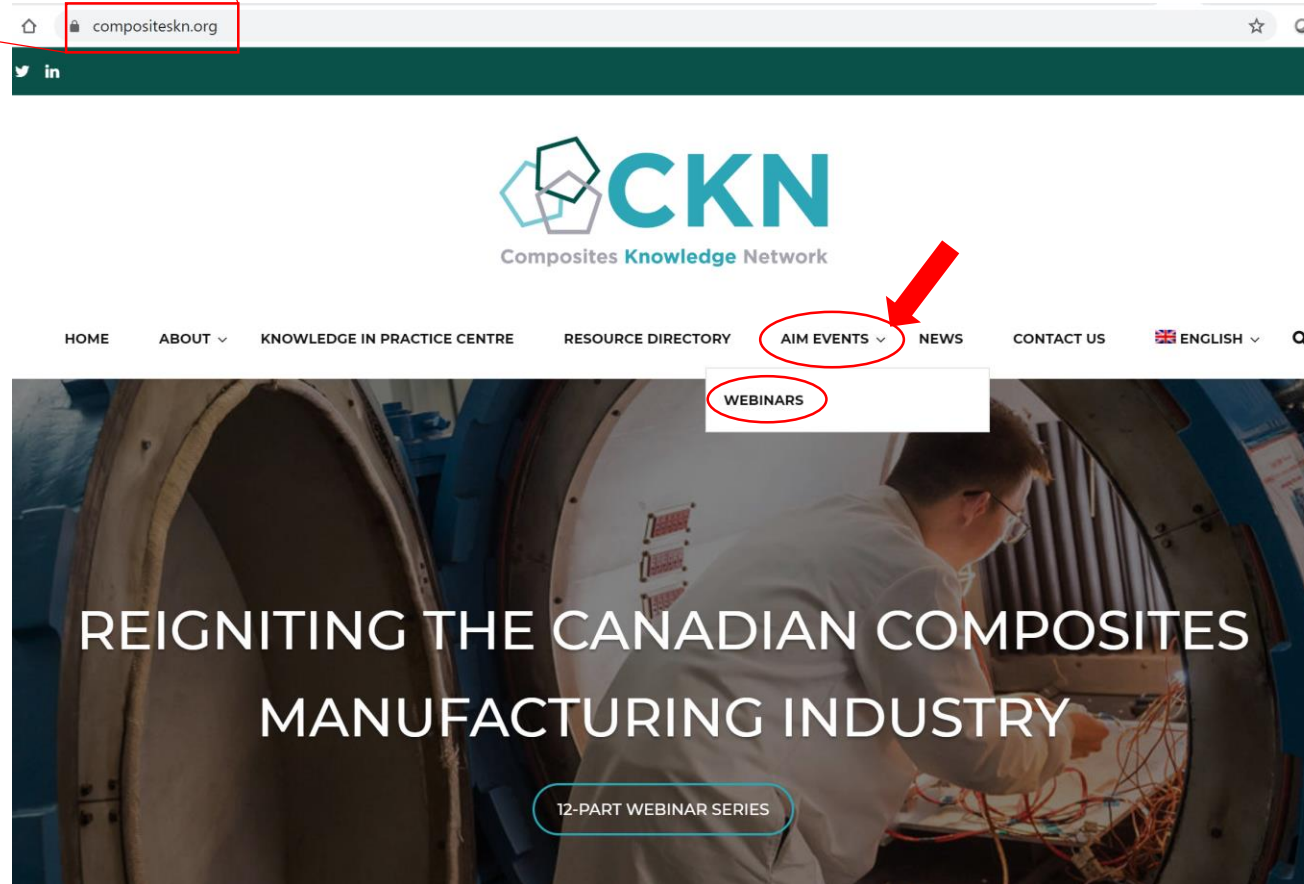 compositeskn.org
in
CKN
Composites Knowledge Network
HOME ABOUT KNOWLEDGE IN PRACTICE CENTRE RESOURCE DIRECTORY AIM EVENTS NEWS CONTACT US ENGLISH
WEBINARS
REIGNITING THE CANADIAN COMPOSITES
MANUFACTURING INDUSTRY
12-PART WEBINAR SERIES